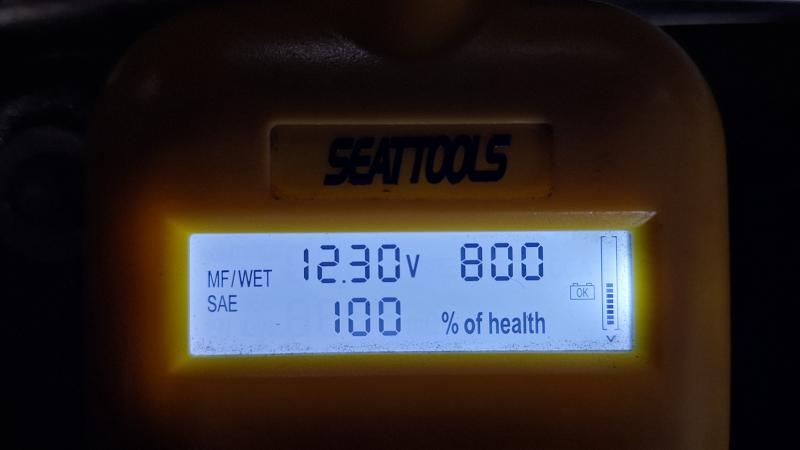 SEATTOOLS
MF/WET 12.30V 800
SAE 100 % of health
OK